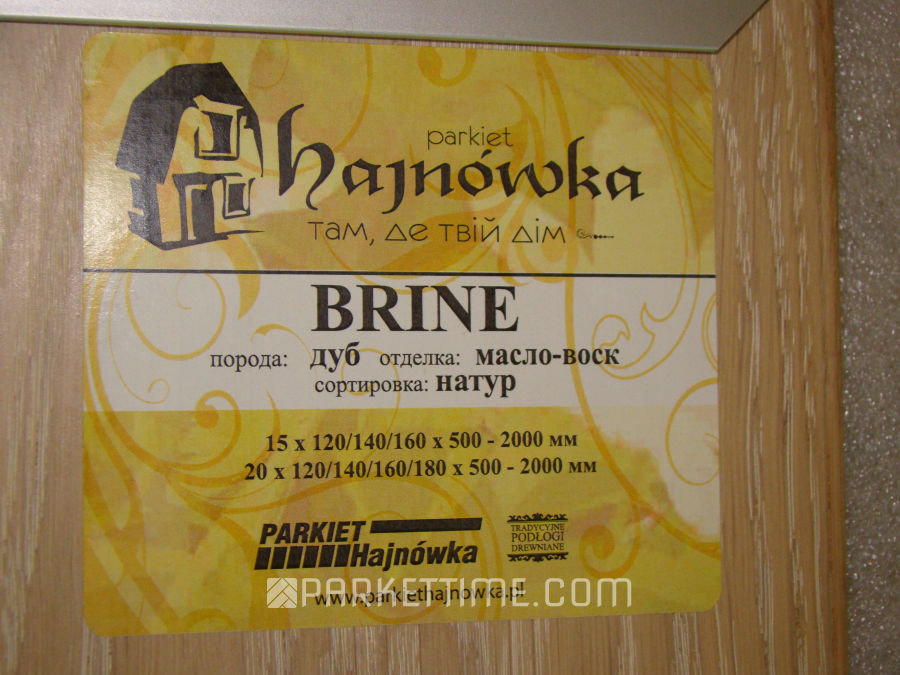 parkiet
hajnówka
там, де твій дім
BRINE
порода: дуб отделка: масло-воск
сортировка: натур
15 x 120/140/160 x 500 - 2000 мм
20 x 120/140/160/180 x 500 - 2000 мм
PARKIET
Hajnówka
TRADYCYJNE
PODŁOGI
DREWNIANE
PARKETTIME.COM
www.parkiethajnowka.pl